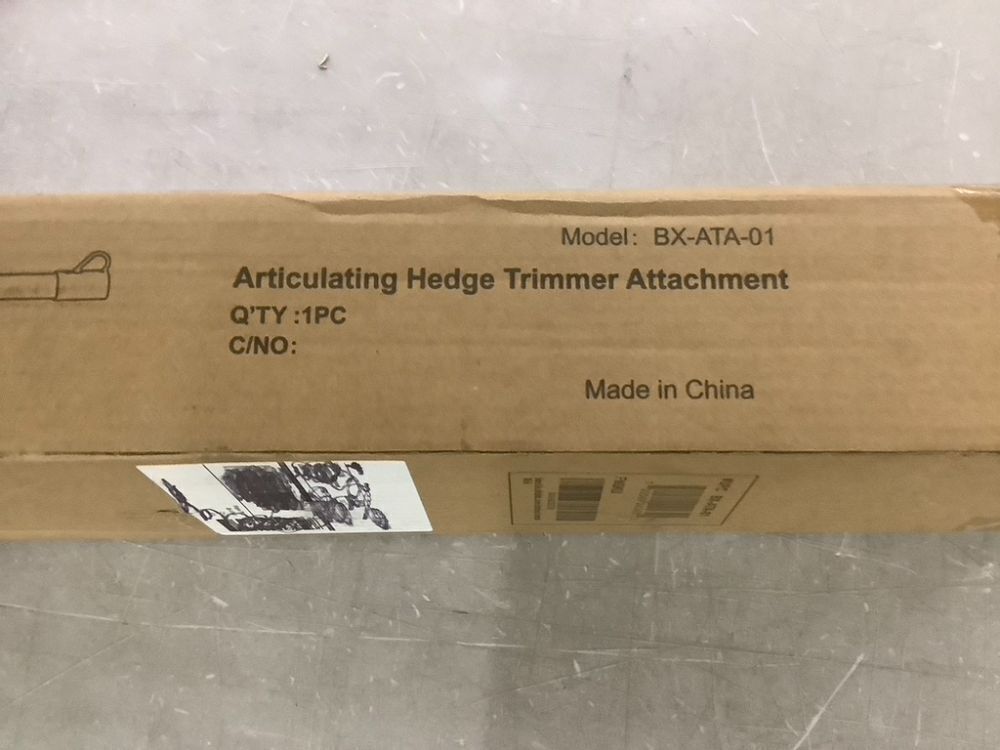 Model: BX-ATA-01
Articulating Hedge Trimmer Attachment
Q'TY :1PC
C/NO:
Made in China